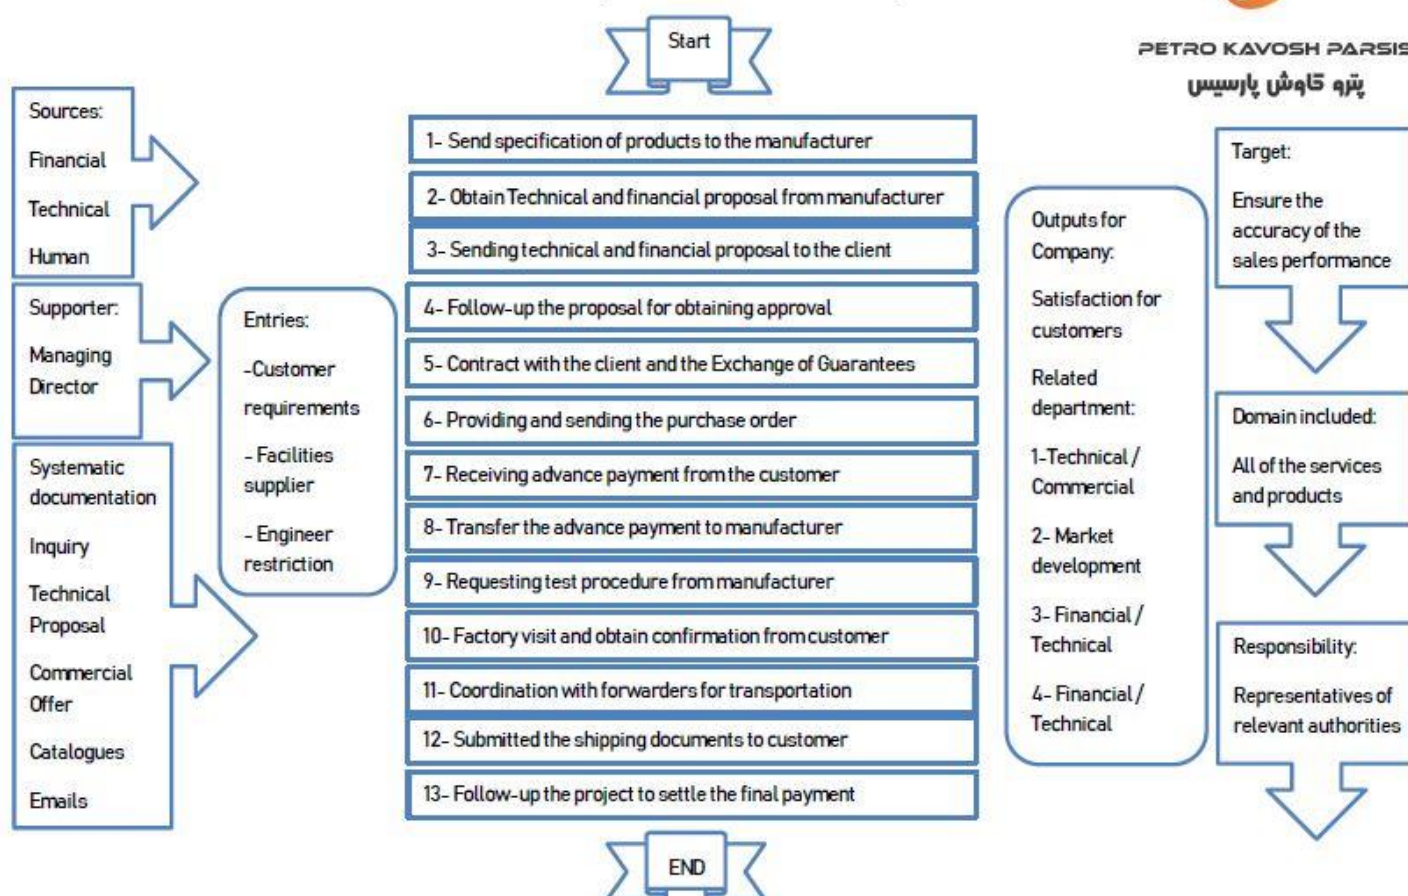 Start
PETRO KAVOSH PARSIS
پترو کاوش پارسیس
Sources:
Financial
Technical
Human
Supporter:
Managing
Director
Systematic
documentation
Inquiry
Technical
Proposal
Commercial
Offer
Catalogues
Emails
Entries:
-Customer
requirements
- Facilities
supplier
- Engineer
restriction
1- Send specification of products to the manufacturer
2- Obtain Technical and financial proposal from manufacturer
3- Sending technical and financial proposal to the client
4- Follow-up the proposal for obtaining approval
5- Contract with the client and the Exchange of Guarantees
6- Providing and sending the purchase order
7- Receiving advance payment from the customer
8- Transfer the advance payment to manufacturer
9- Requesting test procedure from manufacturer
10- Factory visit and obtain confirmation from customer
11- Coordination with forwarders for transportation
12- Submitted the shipping documents to customer
13- Follow-up the project to settle the final payment
END
Outputs for
Company:
Satisfaction for
customers
Related
department:
1-Technical /
Commercial
2- Market
development
3- Financial /
Technical
4- Financial /
Technical
Target:
Ensure the
accuracy of the
sales performance
Domain included:
All of the services
and products
Responsibility:
Representatives of
relevant authorities